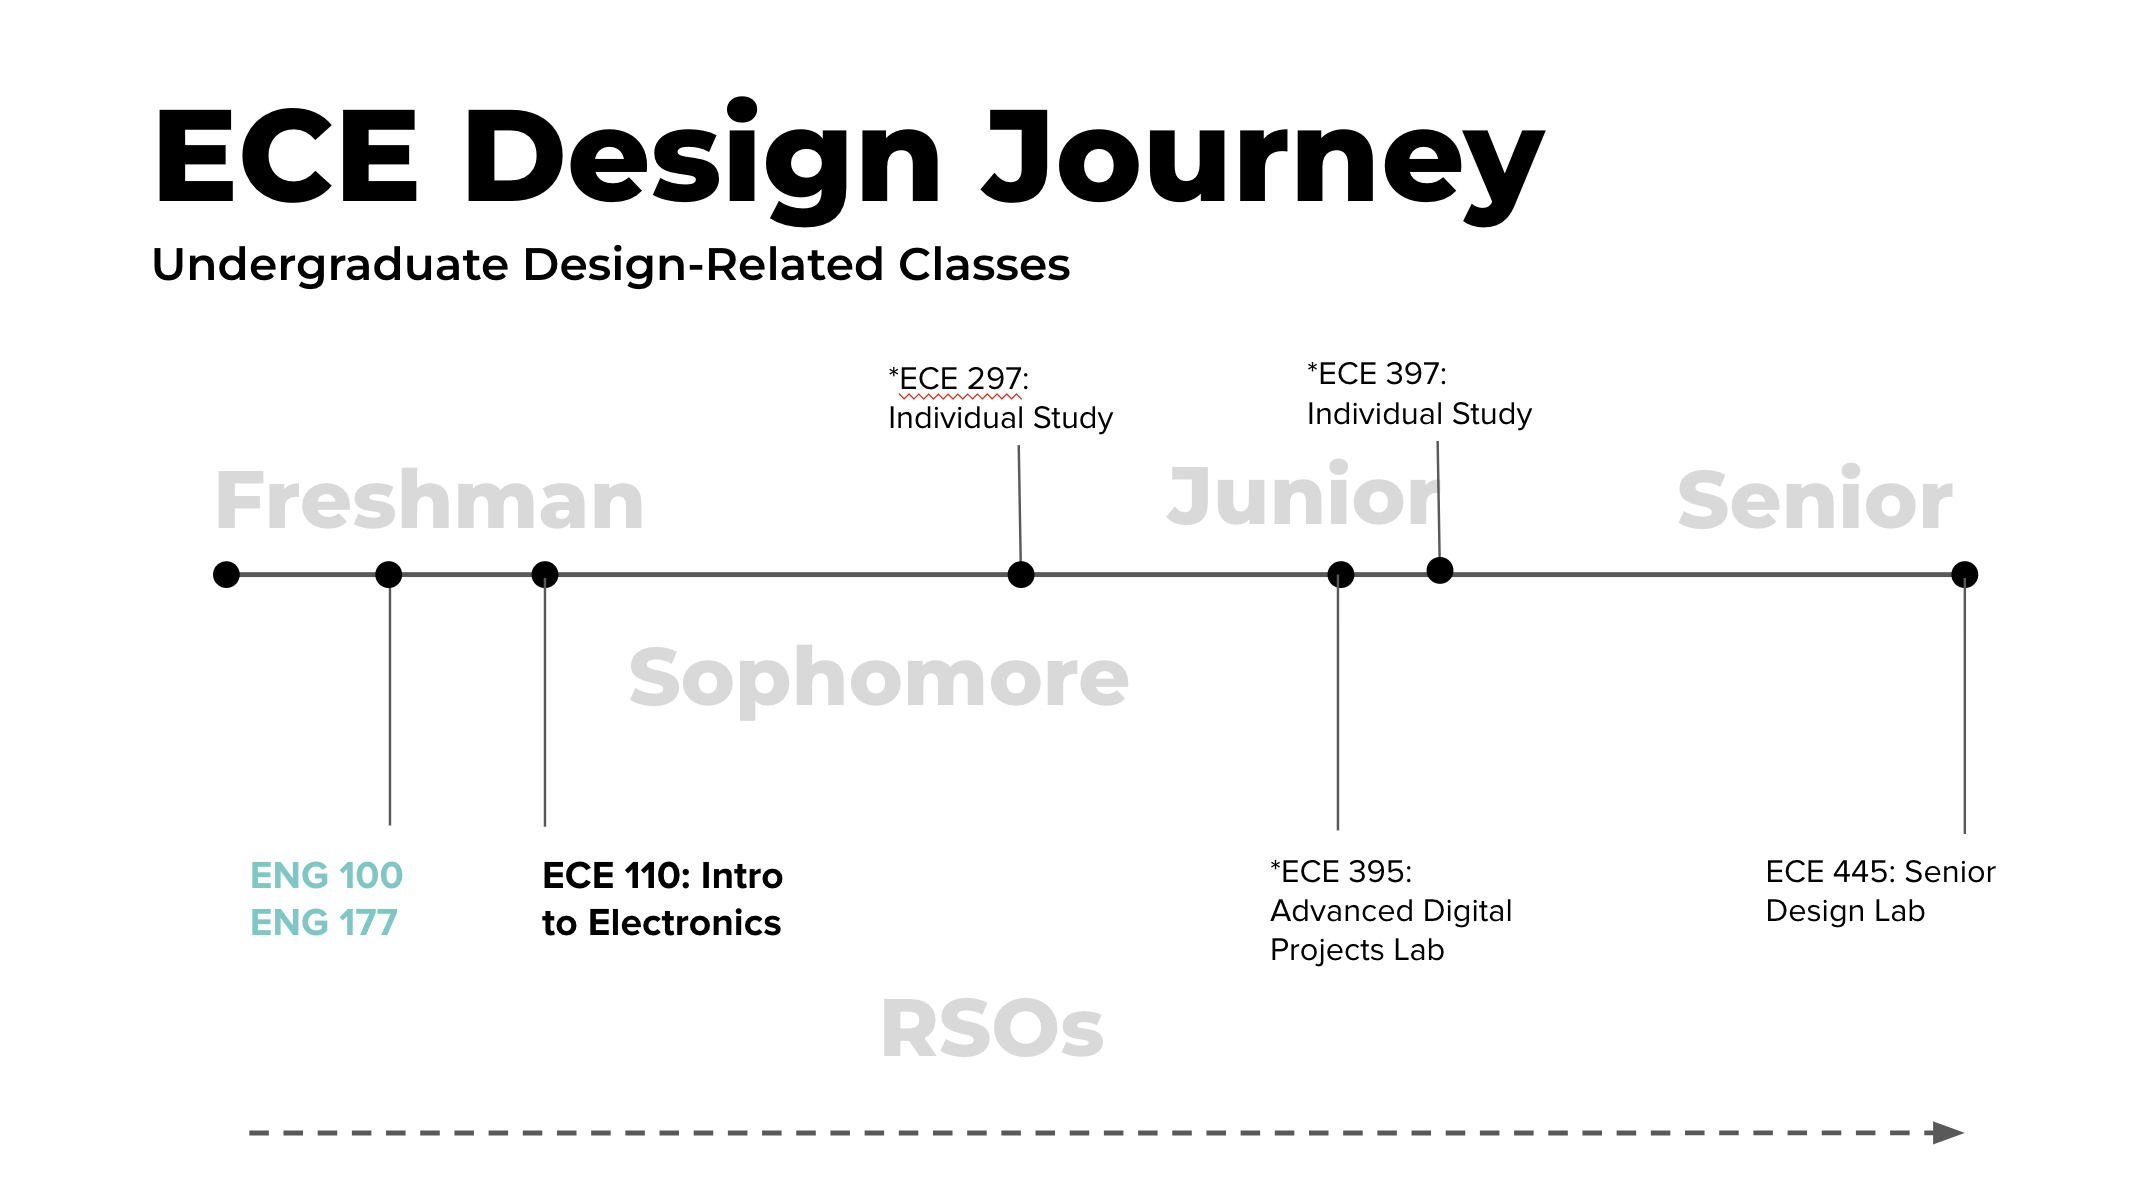 ECE Design Journey
Undergraduate Design-Related Classes
*ECE 297:
Individual Study
*ECE 397:
Individual Study
Freshman
Junior
Senior
Sophomore
ENG 100
ENG 177
ECE 110: Intro
to Electronics
*ECE 395:
Advanced Digital
Projects Lab
ECE 445: Senior
Design Lab
RSOs